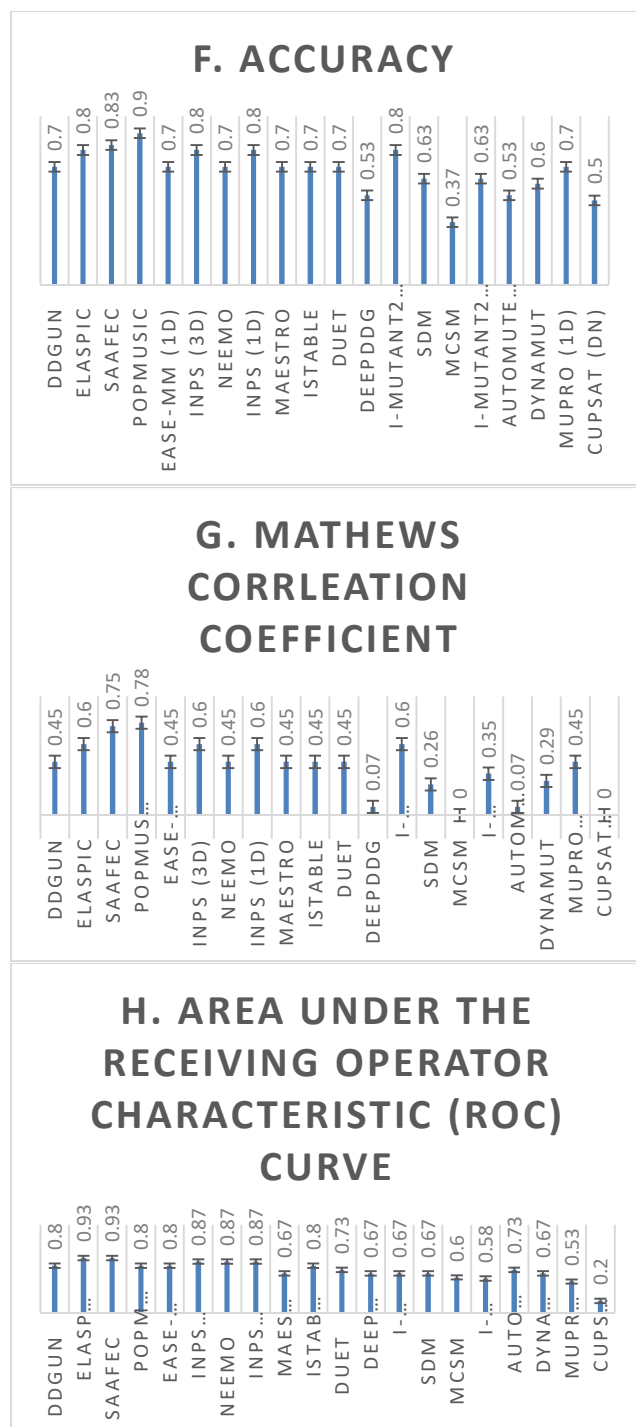 F. ACCURACY
0.7
0.8
0.83
0.9
0.7
0.8
0.7
0.8
0.7
0.7
0.7
0.53
0.8
0.63
0.37
0.63
0.53
0.6
0.7
0.5
DDGUN
ELASPIC
SAAFEC
POPMUSIC
EASE-MM (1D)
INPS (3D)
NEEMO
INPS (1D)
MAESTRO
ISTABLE
DUET
DEEPDDG
I-MUTANT2...
SDM
MCSM
I-MUTANT2...
AUTOMUTE...
DYNAMUT
MUPRO (1D)
CUPSAT (DN)
G. MATHEWS
CORRLEATION
COEFFICIENT
0.45
0.6
0.75
0.78
0.45
0.6
0.45
0.6
0.45
0.45
0.45
0.07
0.6
0.26
0
0.35
0.07
0.29
0.45
0
DDGUN
ELASPIC
SAAFEC
POPMUS...
EASE-...
INPS (3D)
NEEMO
INPS (1D)
MAESTRO
ISTABLE
DUET
DEEPDDG
I-...
SDM
MCSM
I-...
AUTOM...
DYNAMUT
MUPRO...
CUPSAT...
H. AREA UNDER THE
RECEIVING OPERATOR
CHARACTERISTIC (ROC)
CURVE
0.8
0.93
0.93
0.8
0.8
0.87
0.87
0.87
0.67
0.8
0.73
0.67
0.67
0.67
0.6
0.58
0.73
0.67
0.53
0.2
DDGUN
ELASP...
SAAFEC
POPM...
EASE-...
INPS...
NEEMO
INPS...
MAES...
ISTAB...
DUET
DEEP...
I-...
SDM
MCSM
I-...
AUTO...
DYNA...
MUPR...
CUPS...